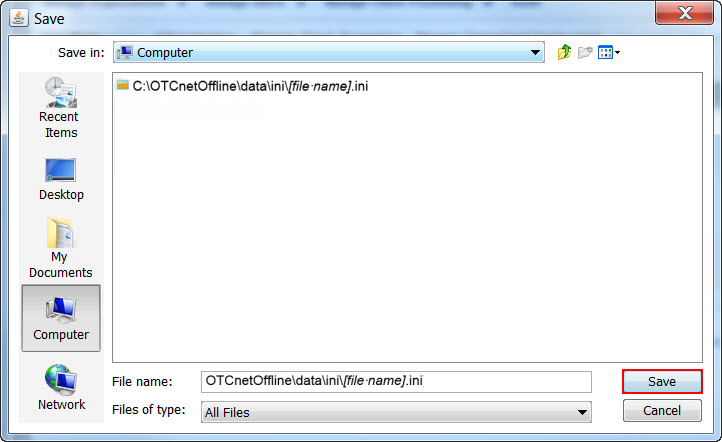 Save
Save in: Computer
C:\OTCnetOffline\data\ini\[file·name].ini
Recent
Items
Desktop
My
Documents
Computer
Network
File name: OTCnetOffline\data\ini\[file·name].ini
Save
Files of type: All Files
Cancel